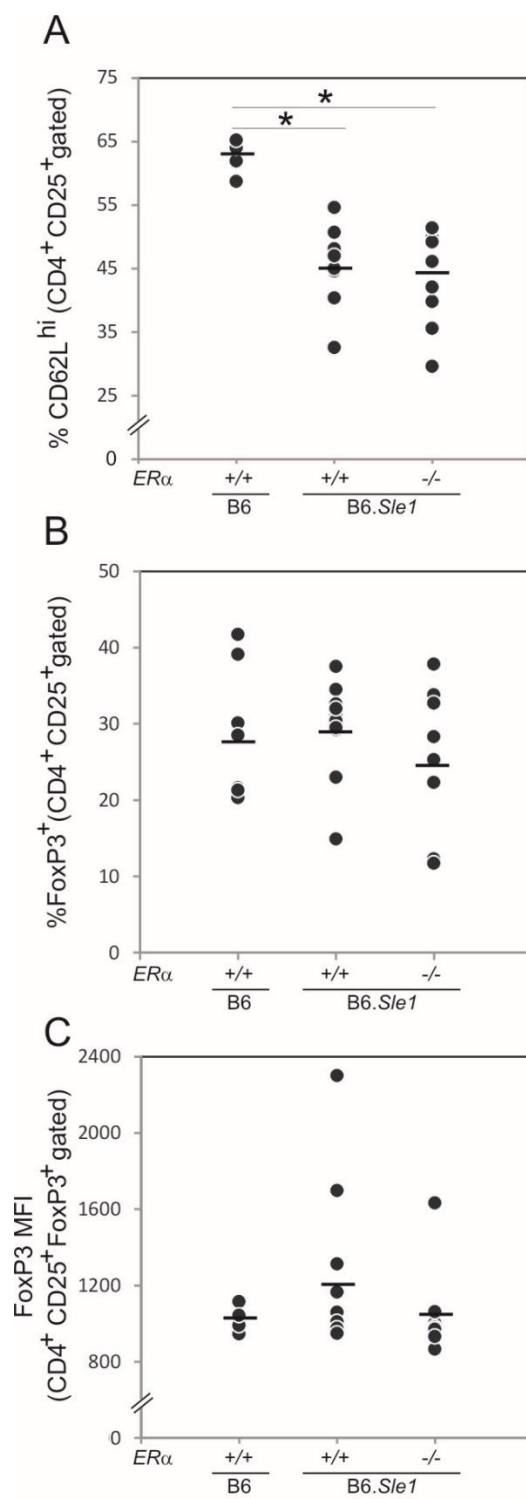 A
% CD62L^hi (CD4^+ CD25^+gated)
75
65
55
45
35
25
0
*
*
ERα +/+ +/+ -/-
B6 B6.Sle1
B
%FoxP3^+(CD4^+ CD25^+gated)
50
40
30
20
10
0
ERα +/+ +/+ -/-
B6 B6.Sle1
C
FoxP3 MFI
(CD4^+ CD25^+FoxP3^+ gated)
2400
2000
1600
1200
800
0
ERα +/+ +/+ -/-
B6 B6.Sle1